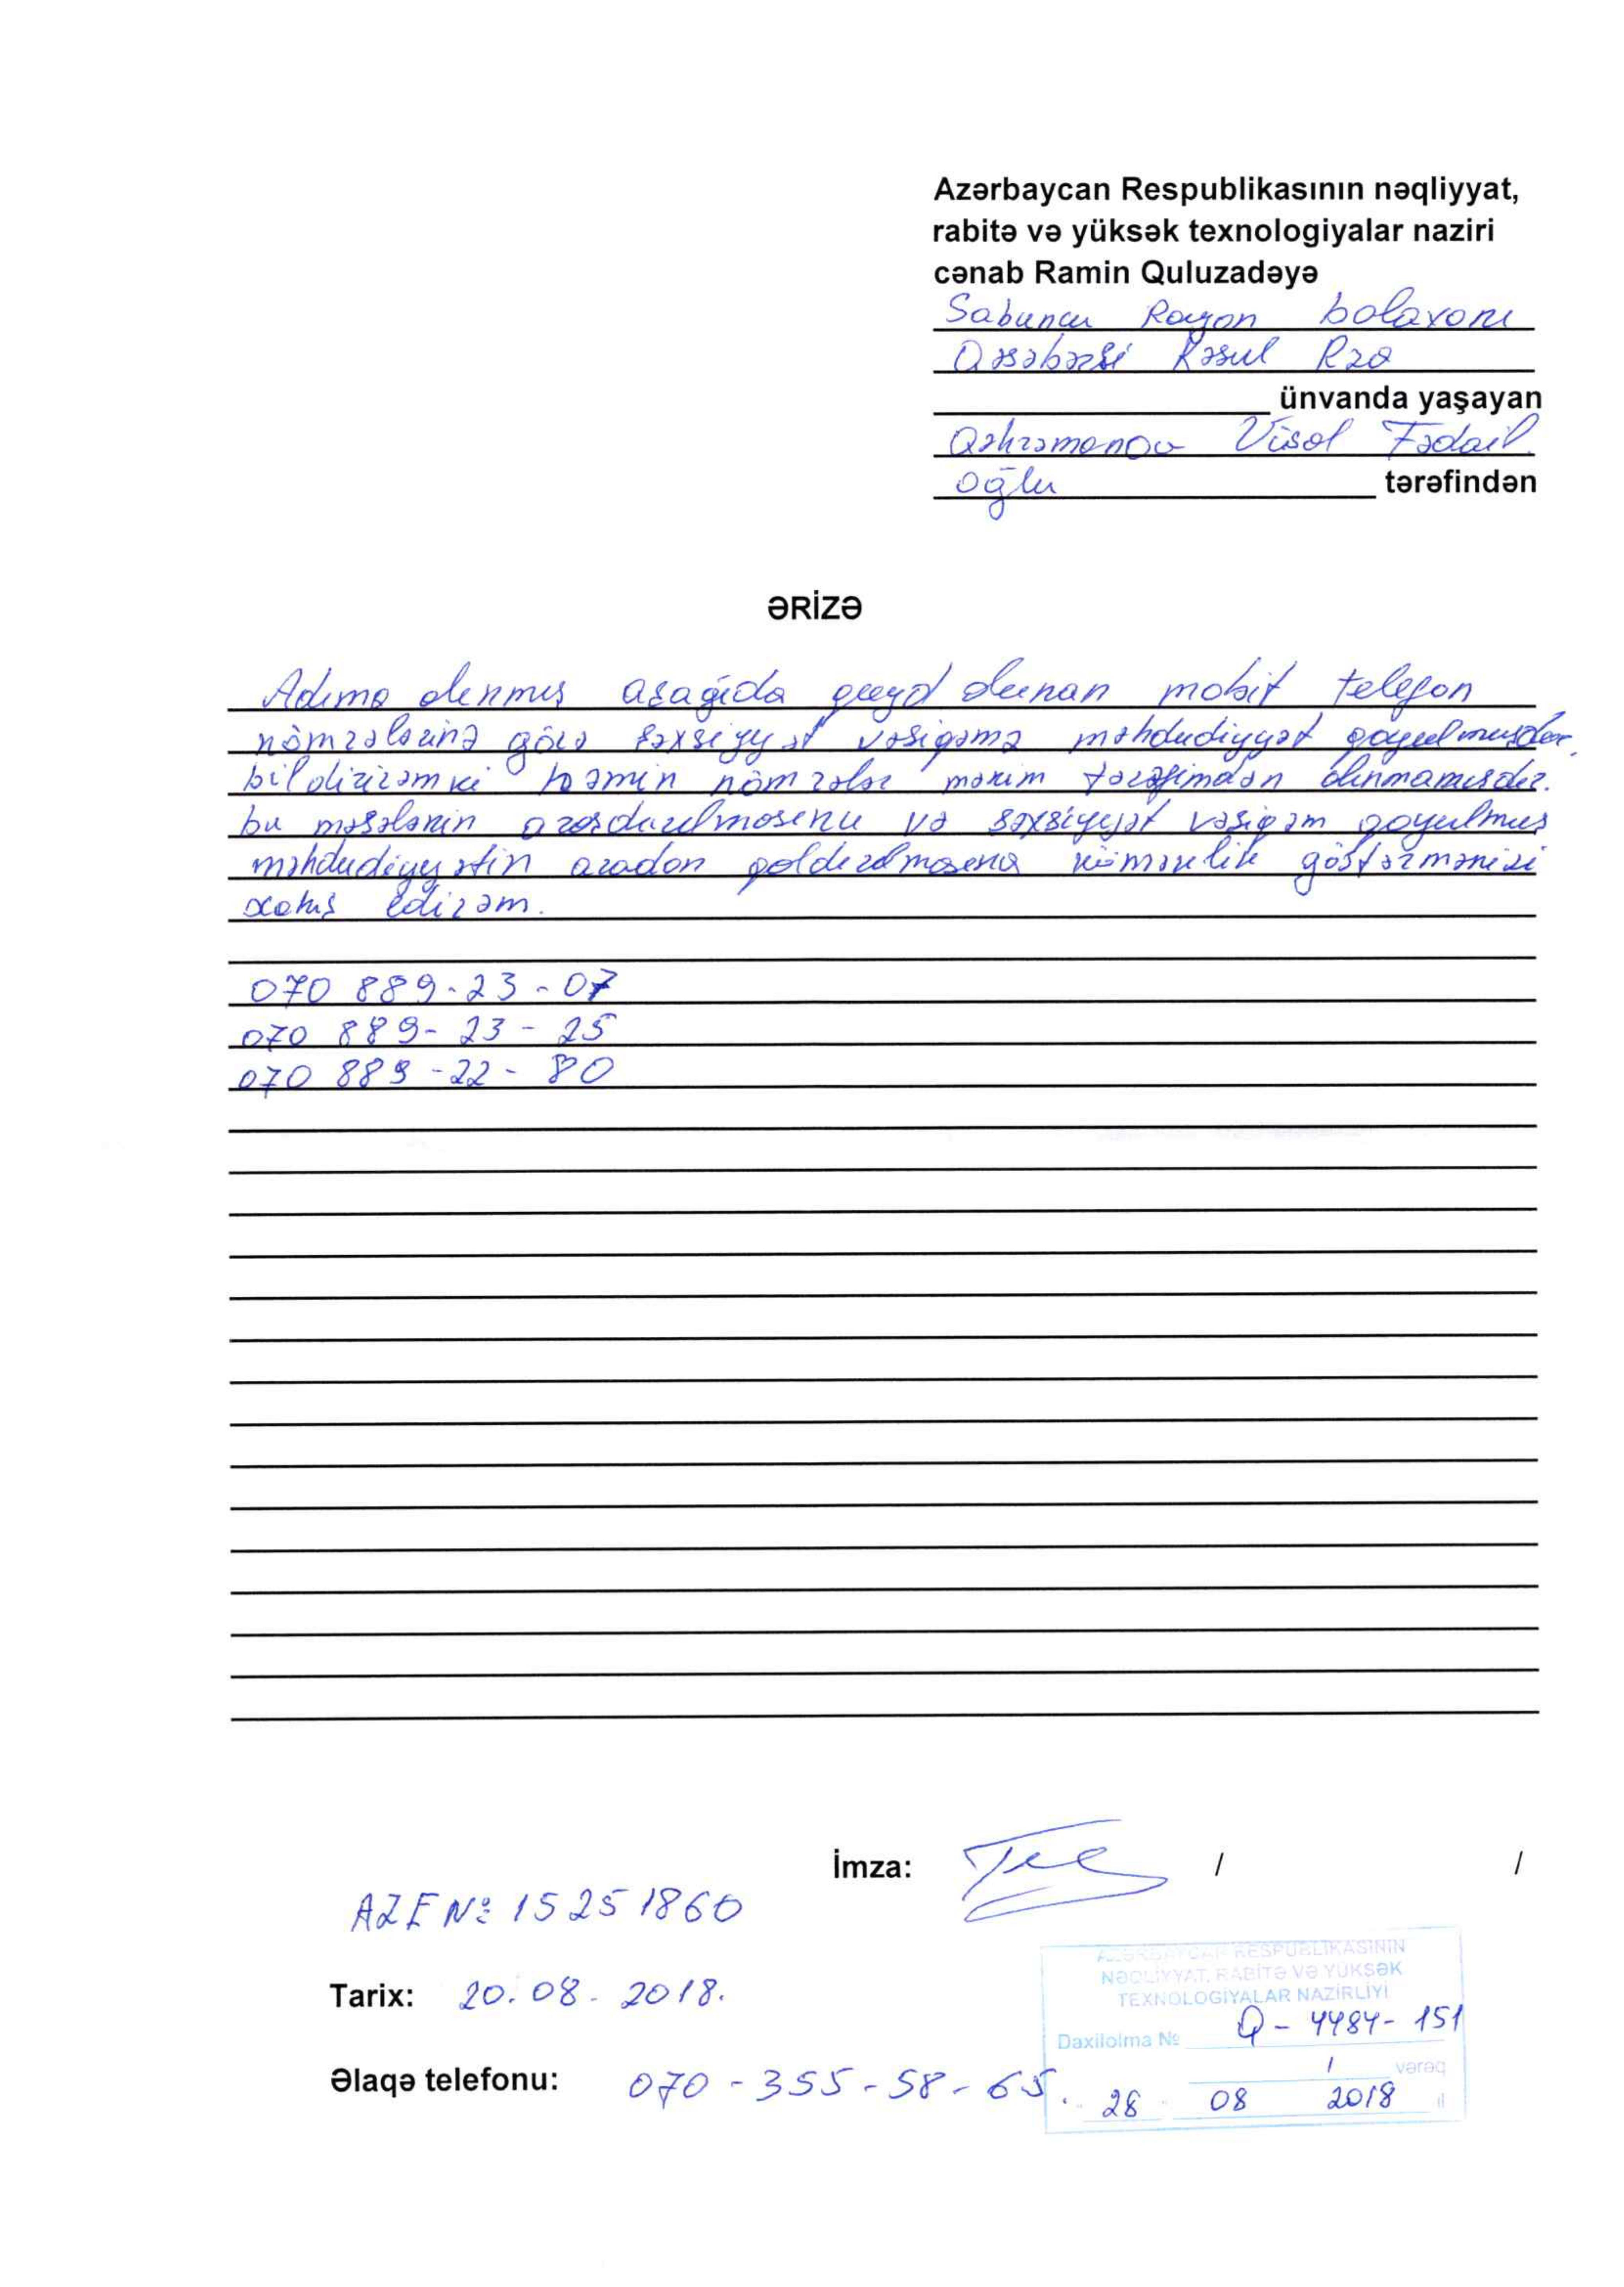 Azərbaycan Respublikasının nəqliyyat,
rabitə və yüksək texnologiyalar naziri
cənab Ramin Quluzadəyə
Sabunçu Rayon balaxanı
Qəsəbəsi Rəsul Rza
ünvanda yaşayan
Qəhrəmanov Vüsal Fədail
oğlu tərəfindən
ƏRİZƏ
Adıma alınmış aşağıda qeyd olunan mobil telefon
nömrələrinə görə şəxsiyyət vəsiqəmə məhdudiyyət qoyulmuşdur,
bildirirəm ki həmin nömrələr mənim tərəfimdən alınmamışdır.
bu məsələnin araşdırılmasını və şəxsiyyət vəsiqəm qoyulmuş
məhdudiyyətin aradan qaldırılmasına köməklik göstərmənizi
xahiş edirəm.
070 889-23-07
070 889-23-25
070 889-22-80
İmza: / /
AZE № 15251860
AZƏRBAYCAN RESPUBLİKASININ
NƏQLİYYAT, RABİTƏ VƏ YÜKSƏK
TEXNOLOGİYALAR NAZİRLİYİ
Tarix: 20.08-2018.
Daxilolma № Q-4484-151
1 vərəq
Əlaqə telefonu: 070-355-58-65.
28 08 2018 il